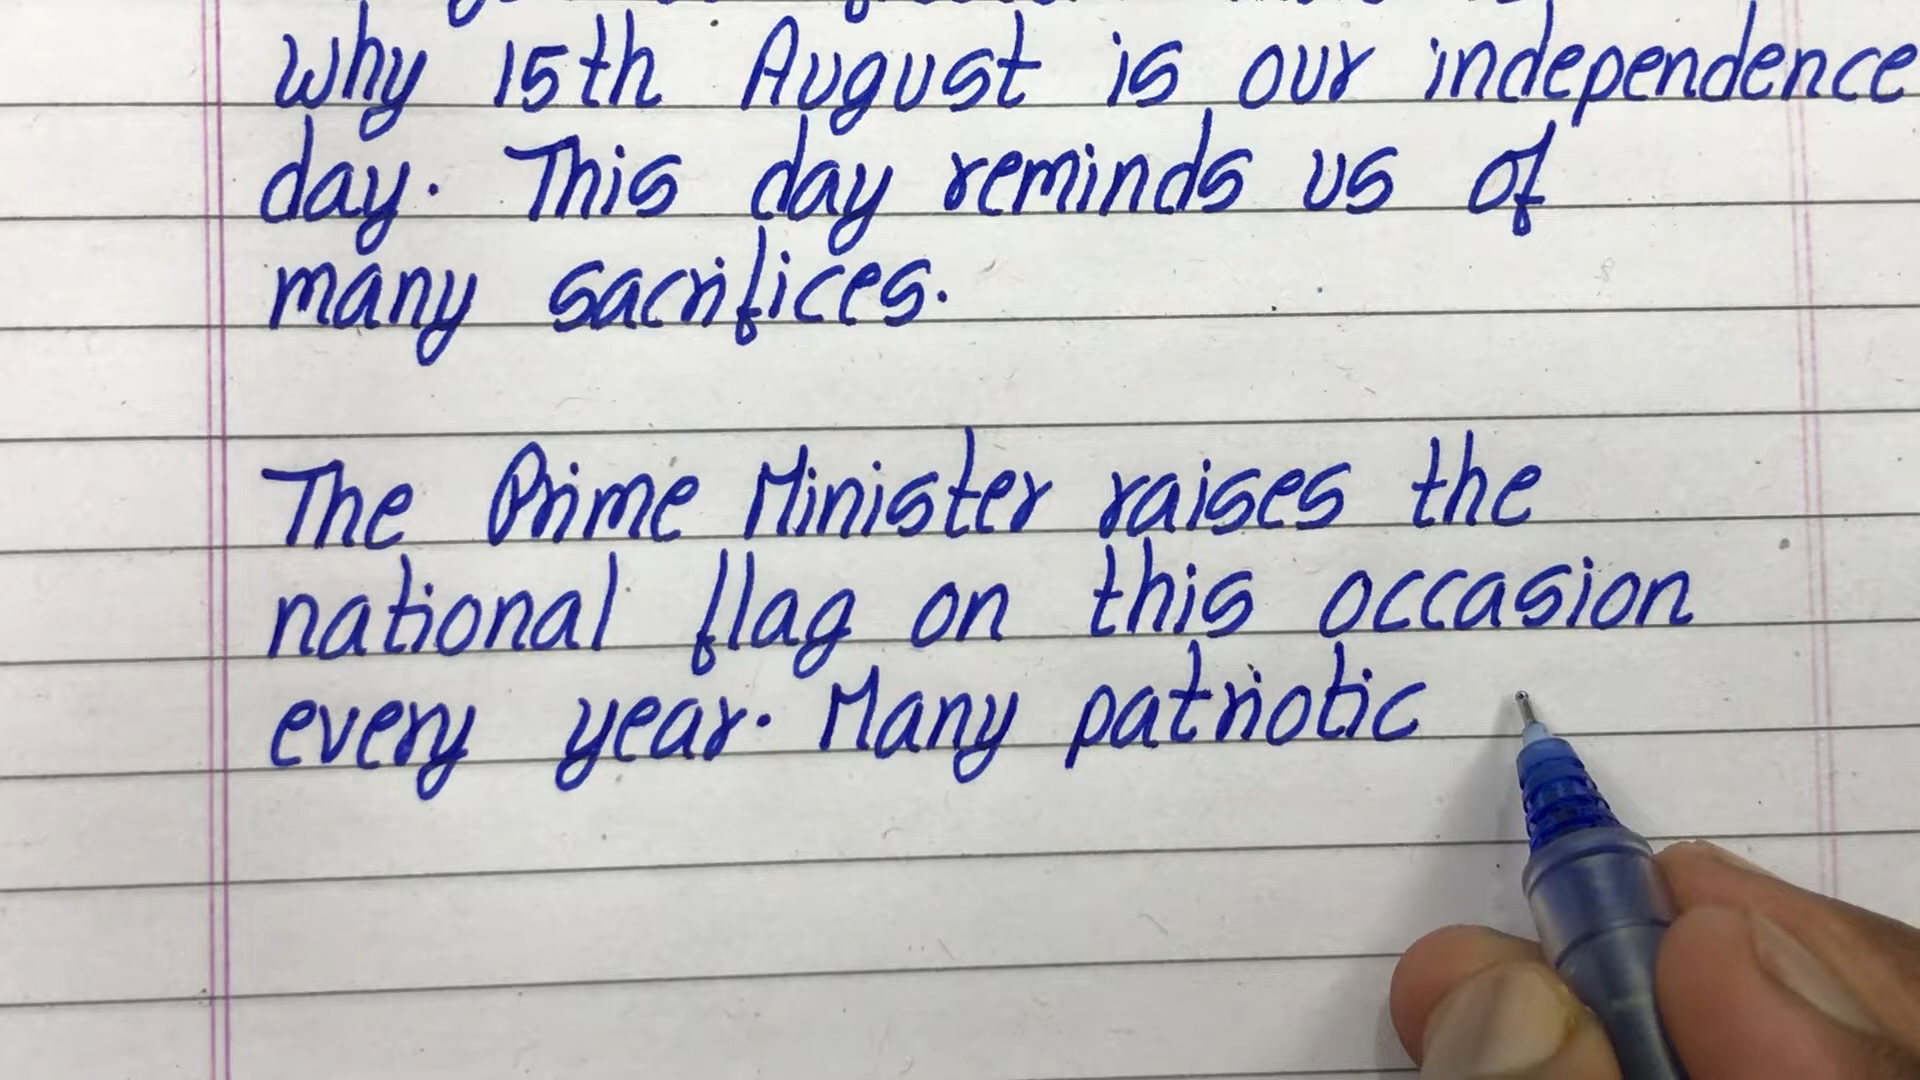 why 15th August is our independence
day. This day reminds us of
many sacrifices.
The Prime Minister raises the
national flag on this occasion
every year. Many patriotic